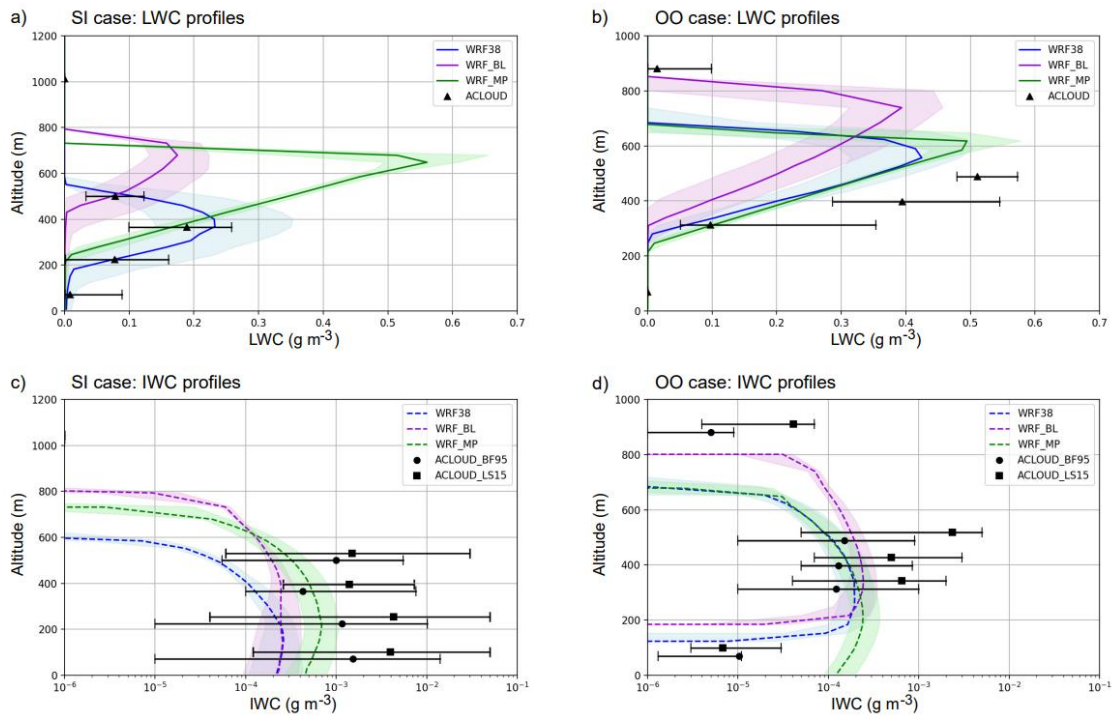 a) SI case: LWC profiles
1200
1000
800
600
400
200
0
Altitude (m)
0.0 0.1 0.2 0.3 0.4 0.5 0.6 0.7
LWC (g m⁻³)
WRF38
WRF_BL
WRF_MP
ACLOUD
b) OO case: LWC profiles
1000
800
600
400
200
0
Altitude (m)
0.0 0.1 0.2 0.3 0.4 0.5 0.6 0.7
LWC (g m⁻³)
WRF38
WRF_BL
WRF_MP
ACLOUD
c) SI case: IWC profiles
1200
1000
800
600
400
200
0
Altitude (m)
10⁻⁶ 10⁻⁵ 10⁻⁴ 10⁻³ 10⁻² 10⁻¹
IWC (g m⁻³)
WRF38
WRF_BL
WRF_MP
ACLOUD_BF95
ACLOUD_LS15
d) OO case: IWC profiles
1000
800
600
400
200
0
Altitude (m)
10⁻⁶ 10⁻⁵ 10⁻⁴ 10⁻³ 10⁻² 10⁻¹
IWC (g m⁻³)
WRF38
WRF_BL
WRF_MP
ACLOUD_BF95
ACLOUD_LS15